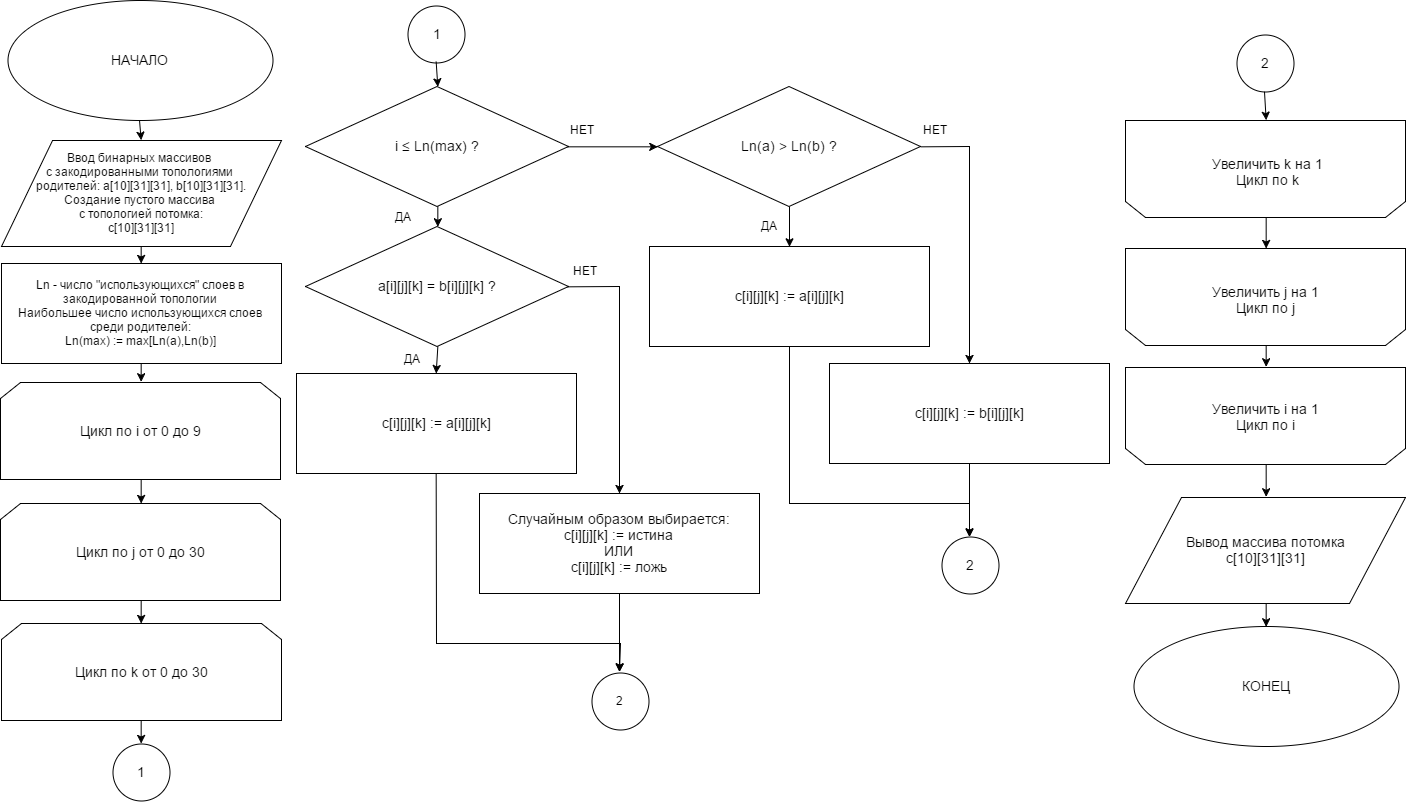 НАЧАЛО
Ввод бинарных массивов
с закодированными топологиями
родителей: a[10][31][31], b[10][31][31].
Создание пустого массива
с топологией потомка:
c[10][31][31]
Ln - число "использующихся" слоев в
закодированной топологии
Наибольшее число использующихся слоев
среди родителей:
Ln(max) := max[Ln(a),Ln(b)]
Цикл по i от 0 до 9
Цикл по j от 0 до 30
Цикл по k от 0 до 30
1
1
i ≤ Ln(max) ?
НЕТ
ДА
a[i][j][k] = b[i][j][k] ?
НЕТ
ДА
c[i][j][k] := a[i][j][k]
Случайным образом выбирается:
c[i][j][k] := истина
ИЛИ
c[i][j][k] := ложь
2
Ln(a) > Ln(b) ?
НЕТ
ДА
c[i][j][k] := a[i][j][k]
c[i][j][k] := b[i][j][k]
2
2
Увеличить k на 1
Цикл по k
Увеличить j на 1
Цикл по j
Увеличить i на 1
Цикл по i
Вывод массива потомка
c[10][31][31]
КОНЕЦ